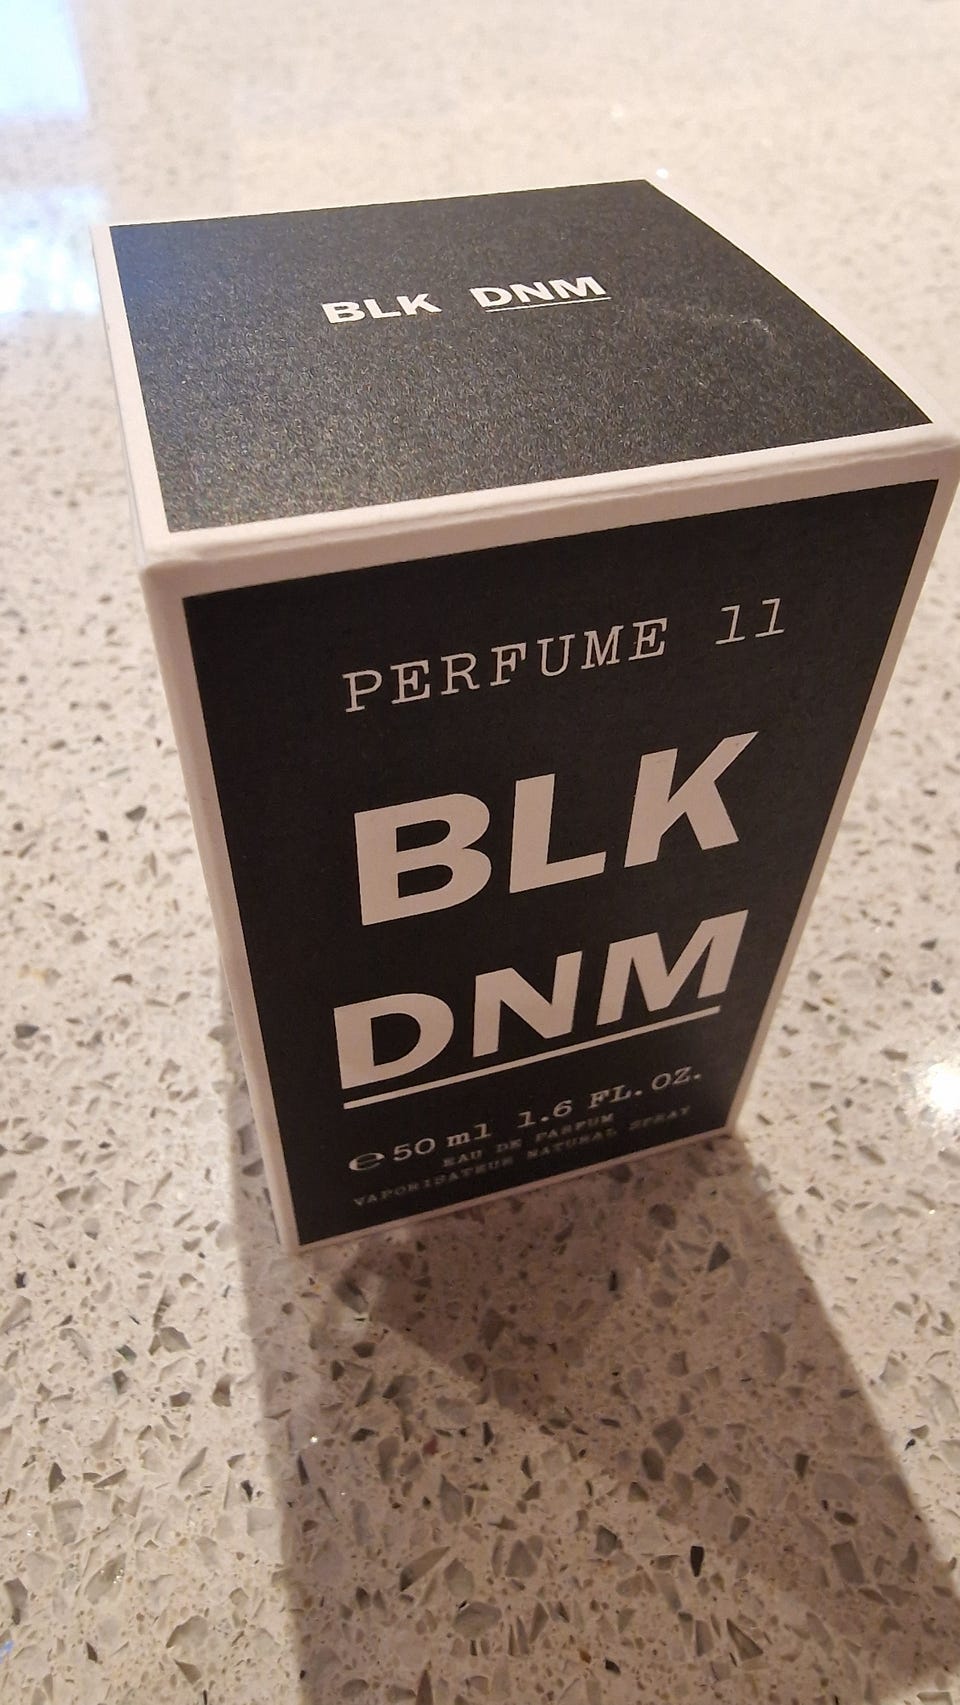 BLK DNM
PERFUME 11
BLK
DNM
℮ 50 ml 1.6 FL. OZ.
EAU DE PARFUM
VAPORISATEUR NATURAL SPRAY